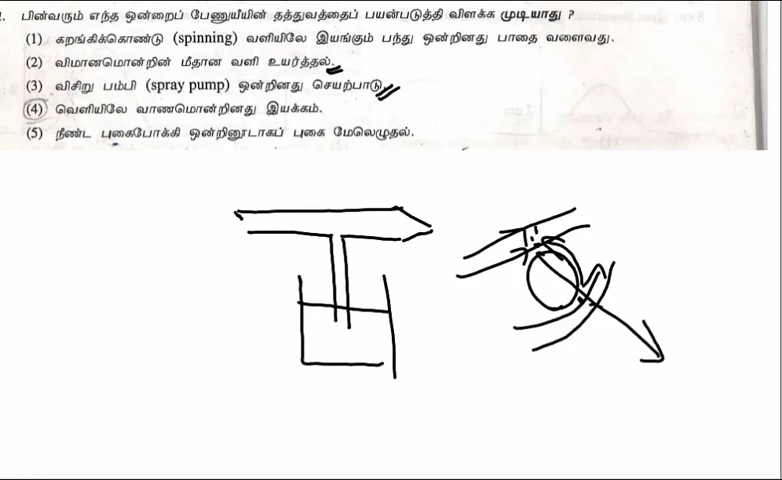 2. பின்வரும் எந்த ஒன்றைப் பேணுயீயின் தத்துவத்தைப் பயன்படுத்தி விளக்க முடியாது ?
(1) கறங்கிக்கொண்டு (spinning) வளியிலே இயங்கும் பந்து ஒன்றினது பாதை வளைவது.
(2) விமானமொன்றின் மீதான வளி உயர்த்தல்.
(3) விசிறு பம்பி (spray pump) ஒன்றினது செயற்பாடு.
(4) வெளியிலே வாணமொன்றினது இயக்கம்.
(5) நீண்ட புகைபோக்கி ஒன்றினூடாகப் புகை மேலெழுதல்.